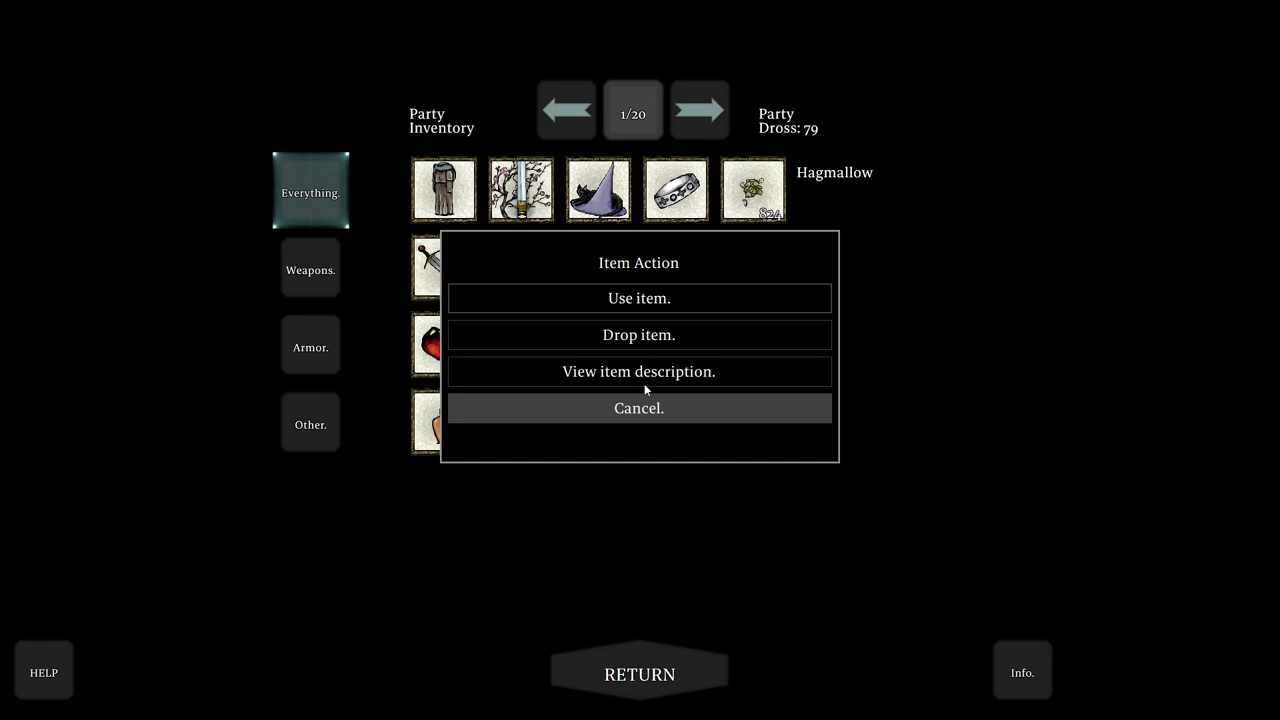 Party
Inventory
1/20
Party
Dross: 79
Everything.
Hagmallow
824
Weapons.
Item Action
Use item.
Drop item.
Armor.
View item description.
Cancel.
Other.
HELP
RETURN
Info.